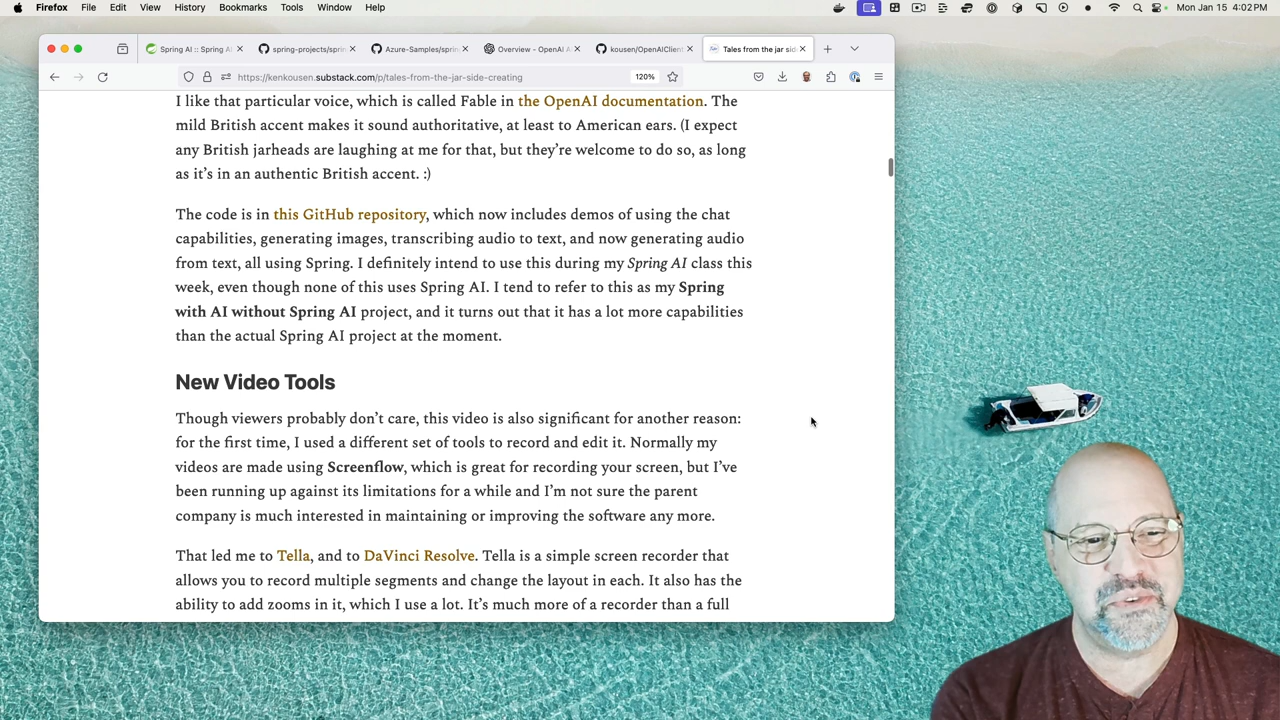 Firefox File Edit View History Bookmarks Tools Window Help Mon Jan 15 4:02 PM
Spring AI :: Spring AI spring-projects/sprin Azure-Samples/sprin Overview - OpenAI A kousen/OpenAIClient Tales from the jar sid
https://kenkousen.substack.com/p/tales-from-the-jar-side-creating 120%
I like that particular voice, which is called Fable in the OpenAI documentation. The
mild British accent makes it sound authoritative, at least to American ears. (I expect
any British jarheads are laughing at me for that, but they’re welcome to do so, as long
as it’s in an authentic British accent. :)
The code is in this GitHub repository, which now includes demos of using the chat
capabilities, generating images, transcribing audio to text, and now generating audio
from text, all using Spring. I definitely intend to use this during my Spring AI class this
week, even though none of this uses Spring AI. I tend to refer to this as my Spring
with AI without Spring AI project, and it turns out that it has a lot more capabilities
than the actual Spring AI project at the moment.
New Video Tools
Though viewers probably don’t care, this video is also significant for another reason:
for the first time, I used a different set of tools to record and edit it. Normally my
videos are made using Screenflow, which is great for recording your screen, but I’ve
been running up against its limitations for a while and I’m not sure the parent
company is much interested in maintaining or improving the software any more.
That led me to Tella, and to DaVinci Resolve. Tella is a simple screen recorder that
allows you to record multiple segments and change the layout in each. It also has the
ability to add zooms in it, which I use a lot. It’s much more of a recorder than a full